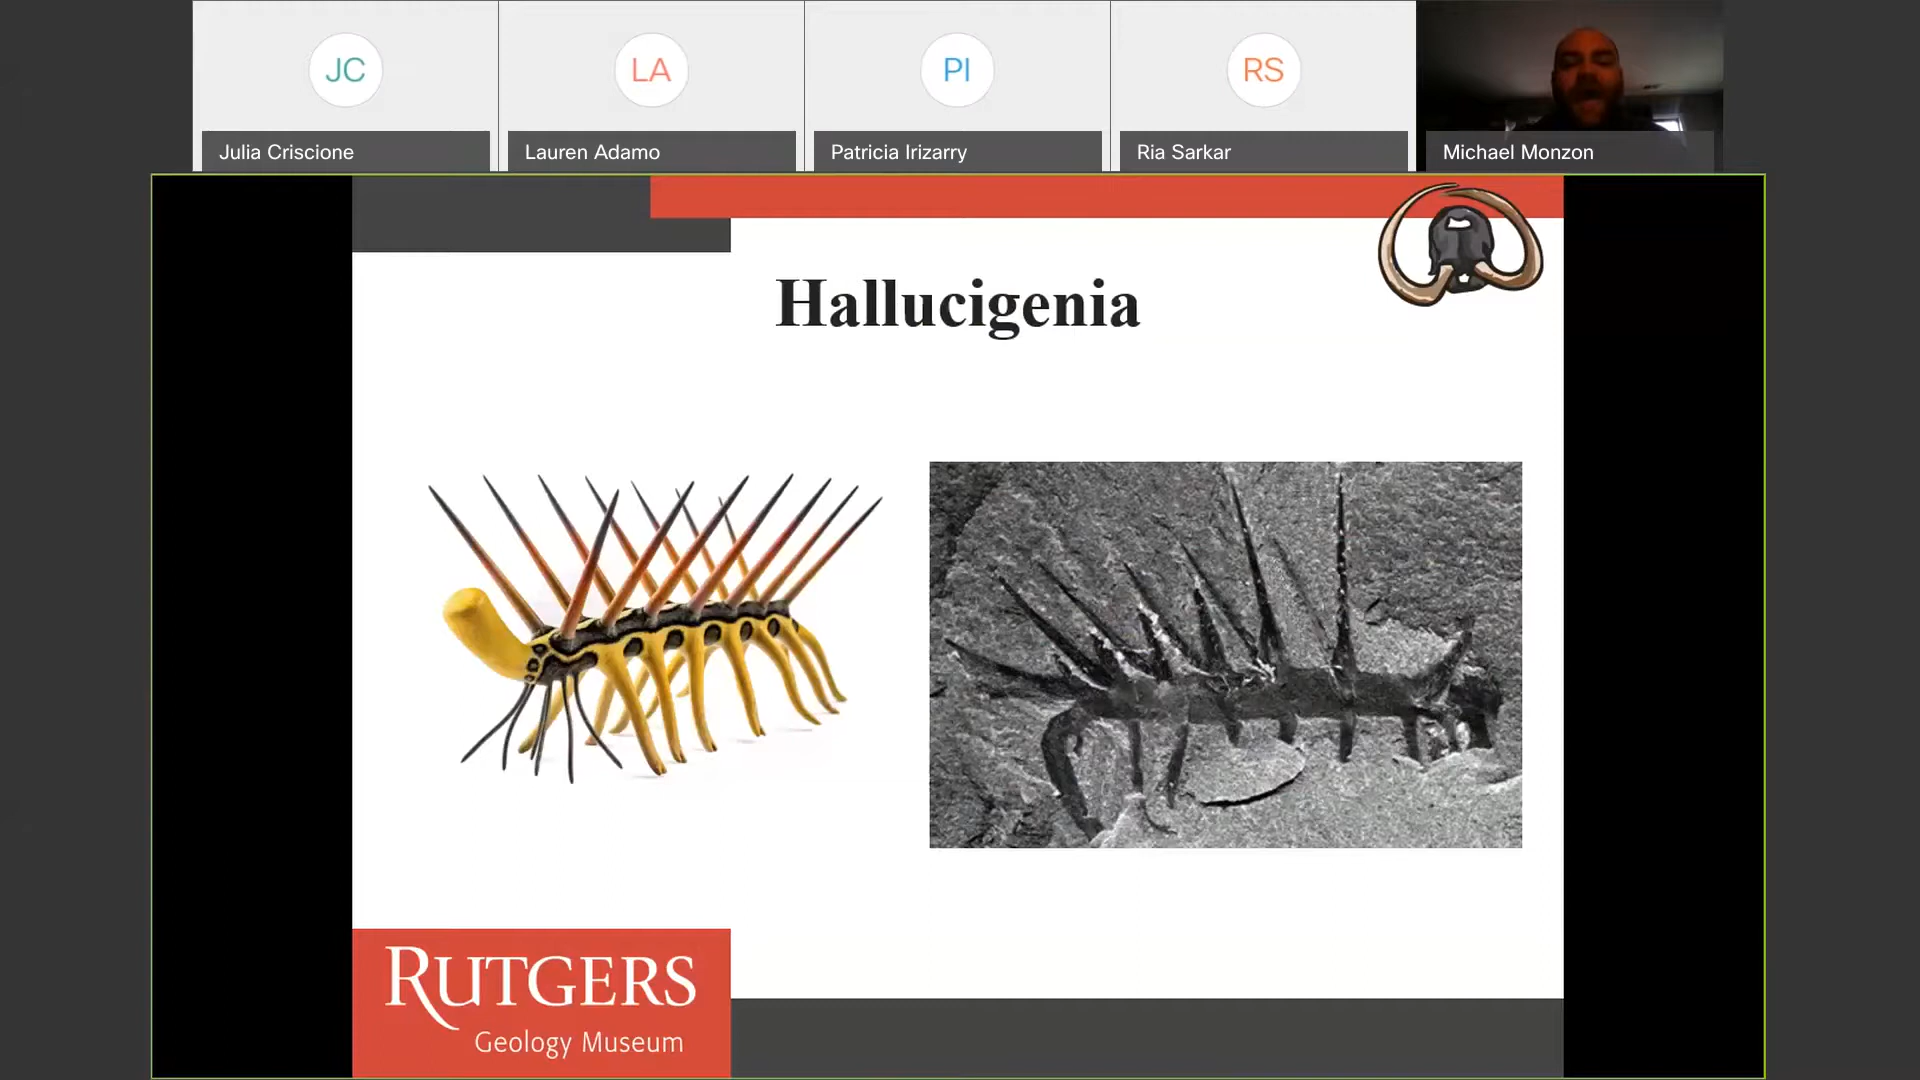 JC
LA
PI
RS
Julia Criscione
Lauren Adamo
Patricia Irizarry
Ria Sarkar
Michael Monzon
Hallucigenia
RUTGERS
Geology Museum